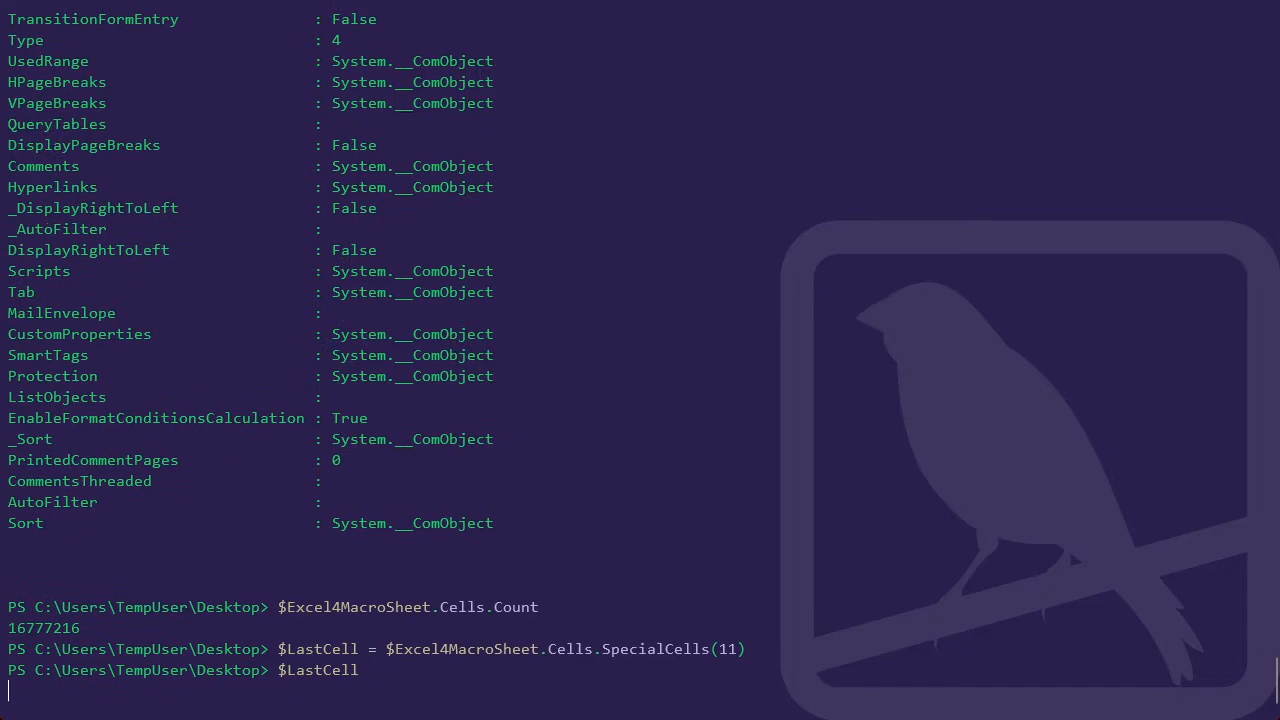 TransitionFormEntry : False
Type : 4
UsedRange : System.__ComObject
HPageBreaks : System.__ComObject
VPageBreaks : System.__ComObject
QueryTables :
DisplayPageBreaks : False
Comments : System.__ComObject
Hyperlinks : System.__ComObject
_DisplayRightToLeft : False
_AutoFilter :
DisplayRightToLeft : False
Scripts : System.__ComObject
Tab : System.__ComObject
MailEnvelope :
CustomProperties : System.__ComObject
SmartTags : System.__ComObject
Protection : System.__ComObject
ListObjects :
EnableFormatConditionsCalculation : True
_Sort : System.__ComObject
PrintedCommentPages : 0
CommentsThreaded :
AutoFilter :
Sort : System.__ComObject
PS C:\Users\TempUser\Desktop> $Excel4MacroSheet.Cells.Count
16777216
PS C:\Users\TempUser\Desktop> $LastCell = $Excel4MacroSheet.Cells.SpecialCells(11)
PS C:\Users\TempUser\Desktop> $LastCell